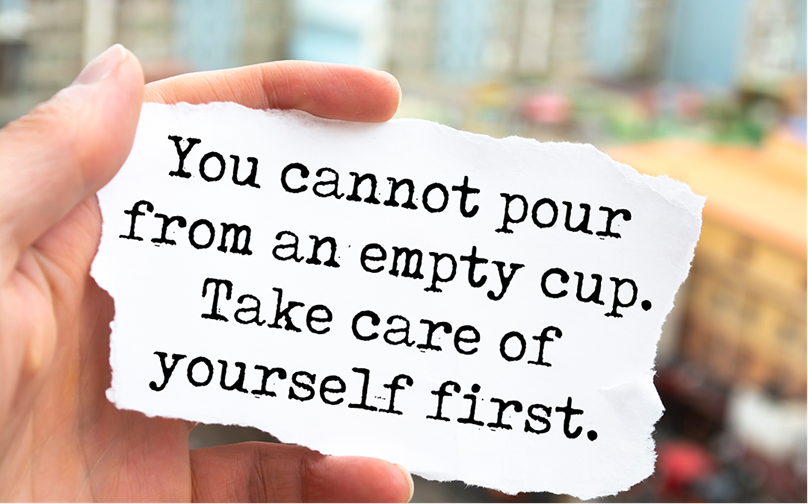 You cannot pour
from an empty cup.
Take care of
yourself first.